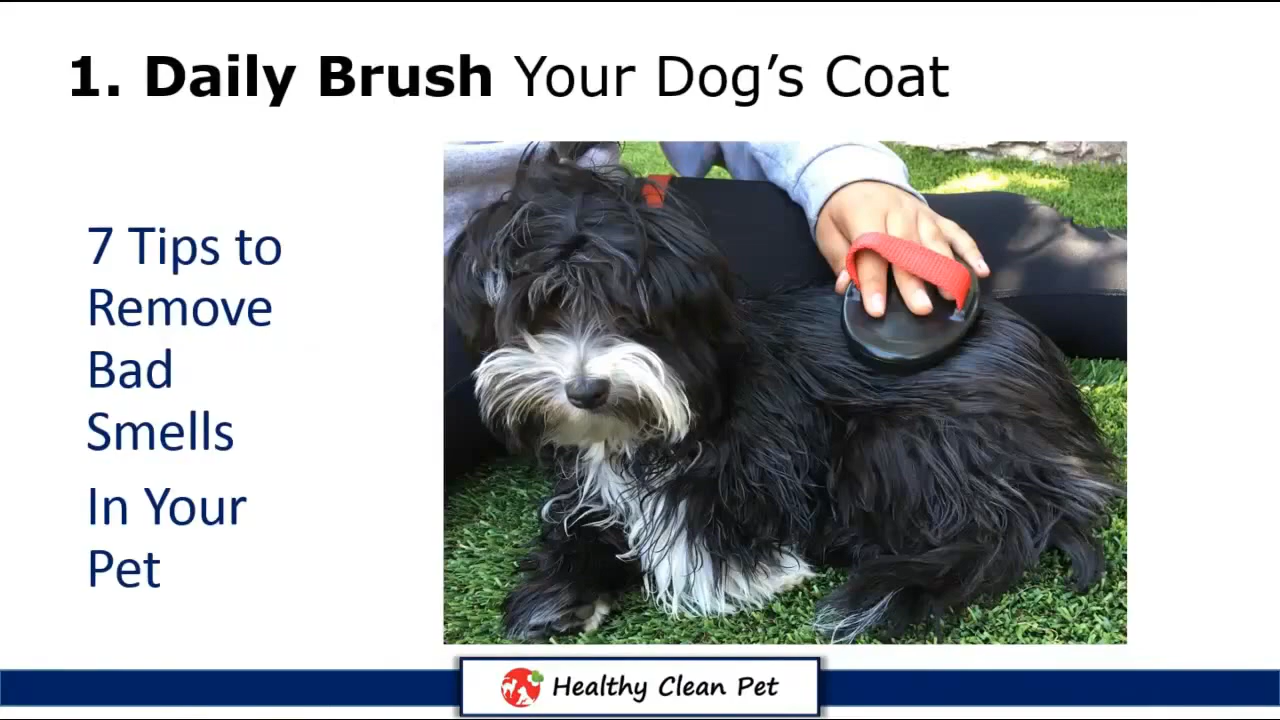 1. Daily Brush Your Dog’s Coat
7 Tips to
Remove
Bad
Smells
In Your
Pet
Healthy Clean Pet